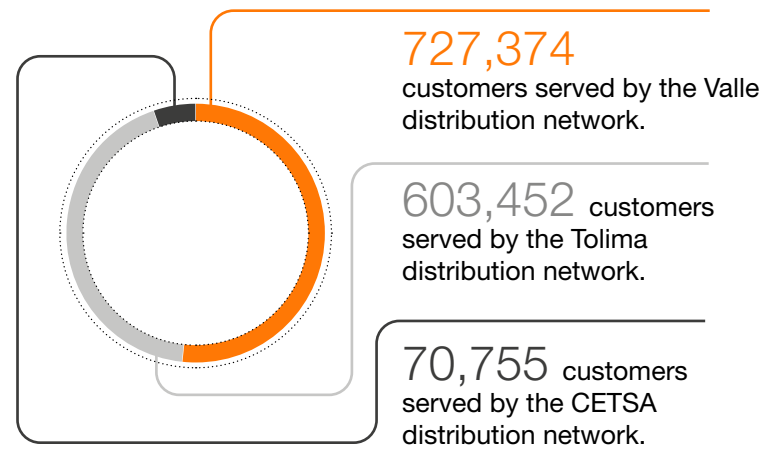 727,374
customers served by the Valle
distribution network.
603,452 customers
served by the Tolima
distribution network.
70,755 customers
served by the CETSA
distribution network.